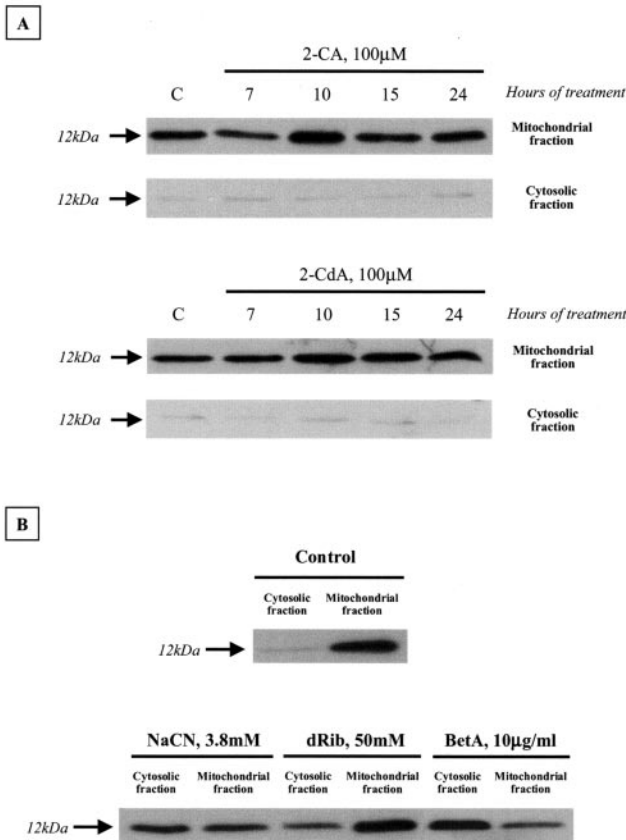 A
2-CA, 100μM
C 7 10 15 24 Hours of treatment
12kDa Mitochondrial
fraction
12kDa Cytosolic
fraction
2-CdA, 100μM
C 7 10 15 24 Hours of treatment
12kDa Mitochondrial
fraction
12kDa Cytosolic
fraction
B
Control
Cytosolic Mitochondrial
fraction fraction
12kDa
NaCN, 3.8mM dRib, 50mM BetA, 10μg/ml
Cytosolic Mitochondrial Cytosolic Mitochondrial Cytosolic Mitochondrial
fraction fraction fraction fraction fraction fraction
12kDa